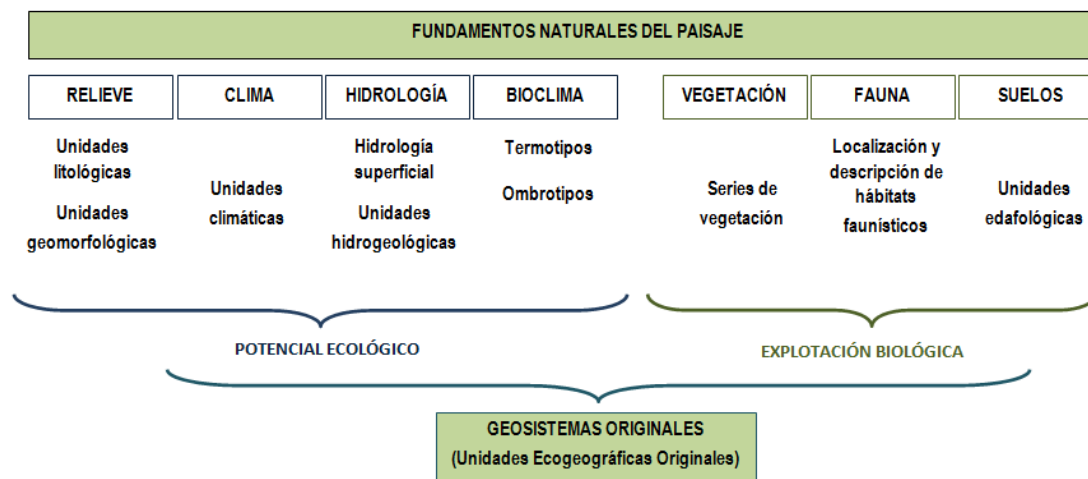 FUNDAMENTOS NATURALES DEL PAISAJE
RELIEVE
Unidades
litológicas
Unidades
geomorfológicas
CLIMA
Unidades
climáticas
HIDROLOGÍA
Hidrología
superficial
Unidades
hidrogeológicas
BIOCLIMA
Termotipos
Ombrotipos
VEGETACIÓN
Series de
vegetación
FAUNA
Localización y
descripción de
hábitats
faunísticos
SUELOS
Unidades
edafológicas
POTENCIAL ECOLÓGICO
EXPLOTACIÓN BIOLÓGICA
GEOSISTEMAS ORIGINALES
(Unidades Ecogeográficas Originales)